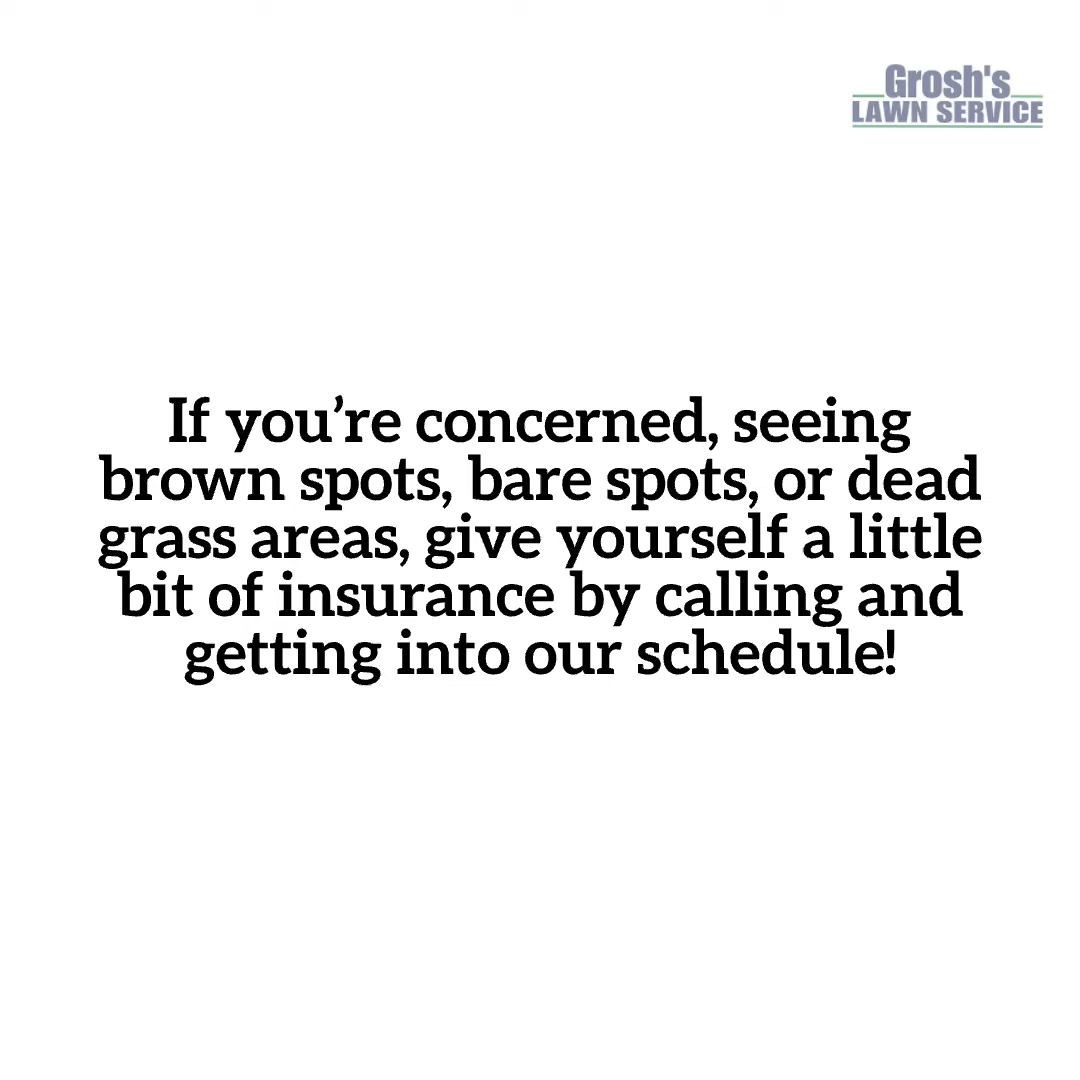 Grosh's
LAWN SERVICE
If you’re concerned, seeing
brown spots, bare spots, or dead
grass areas, give yourself a little
bit of insurance by calling and
getting into our schedule!